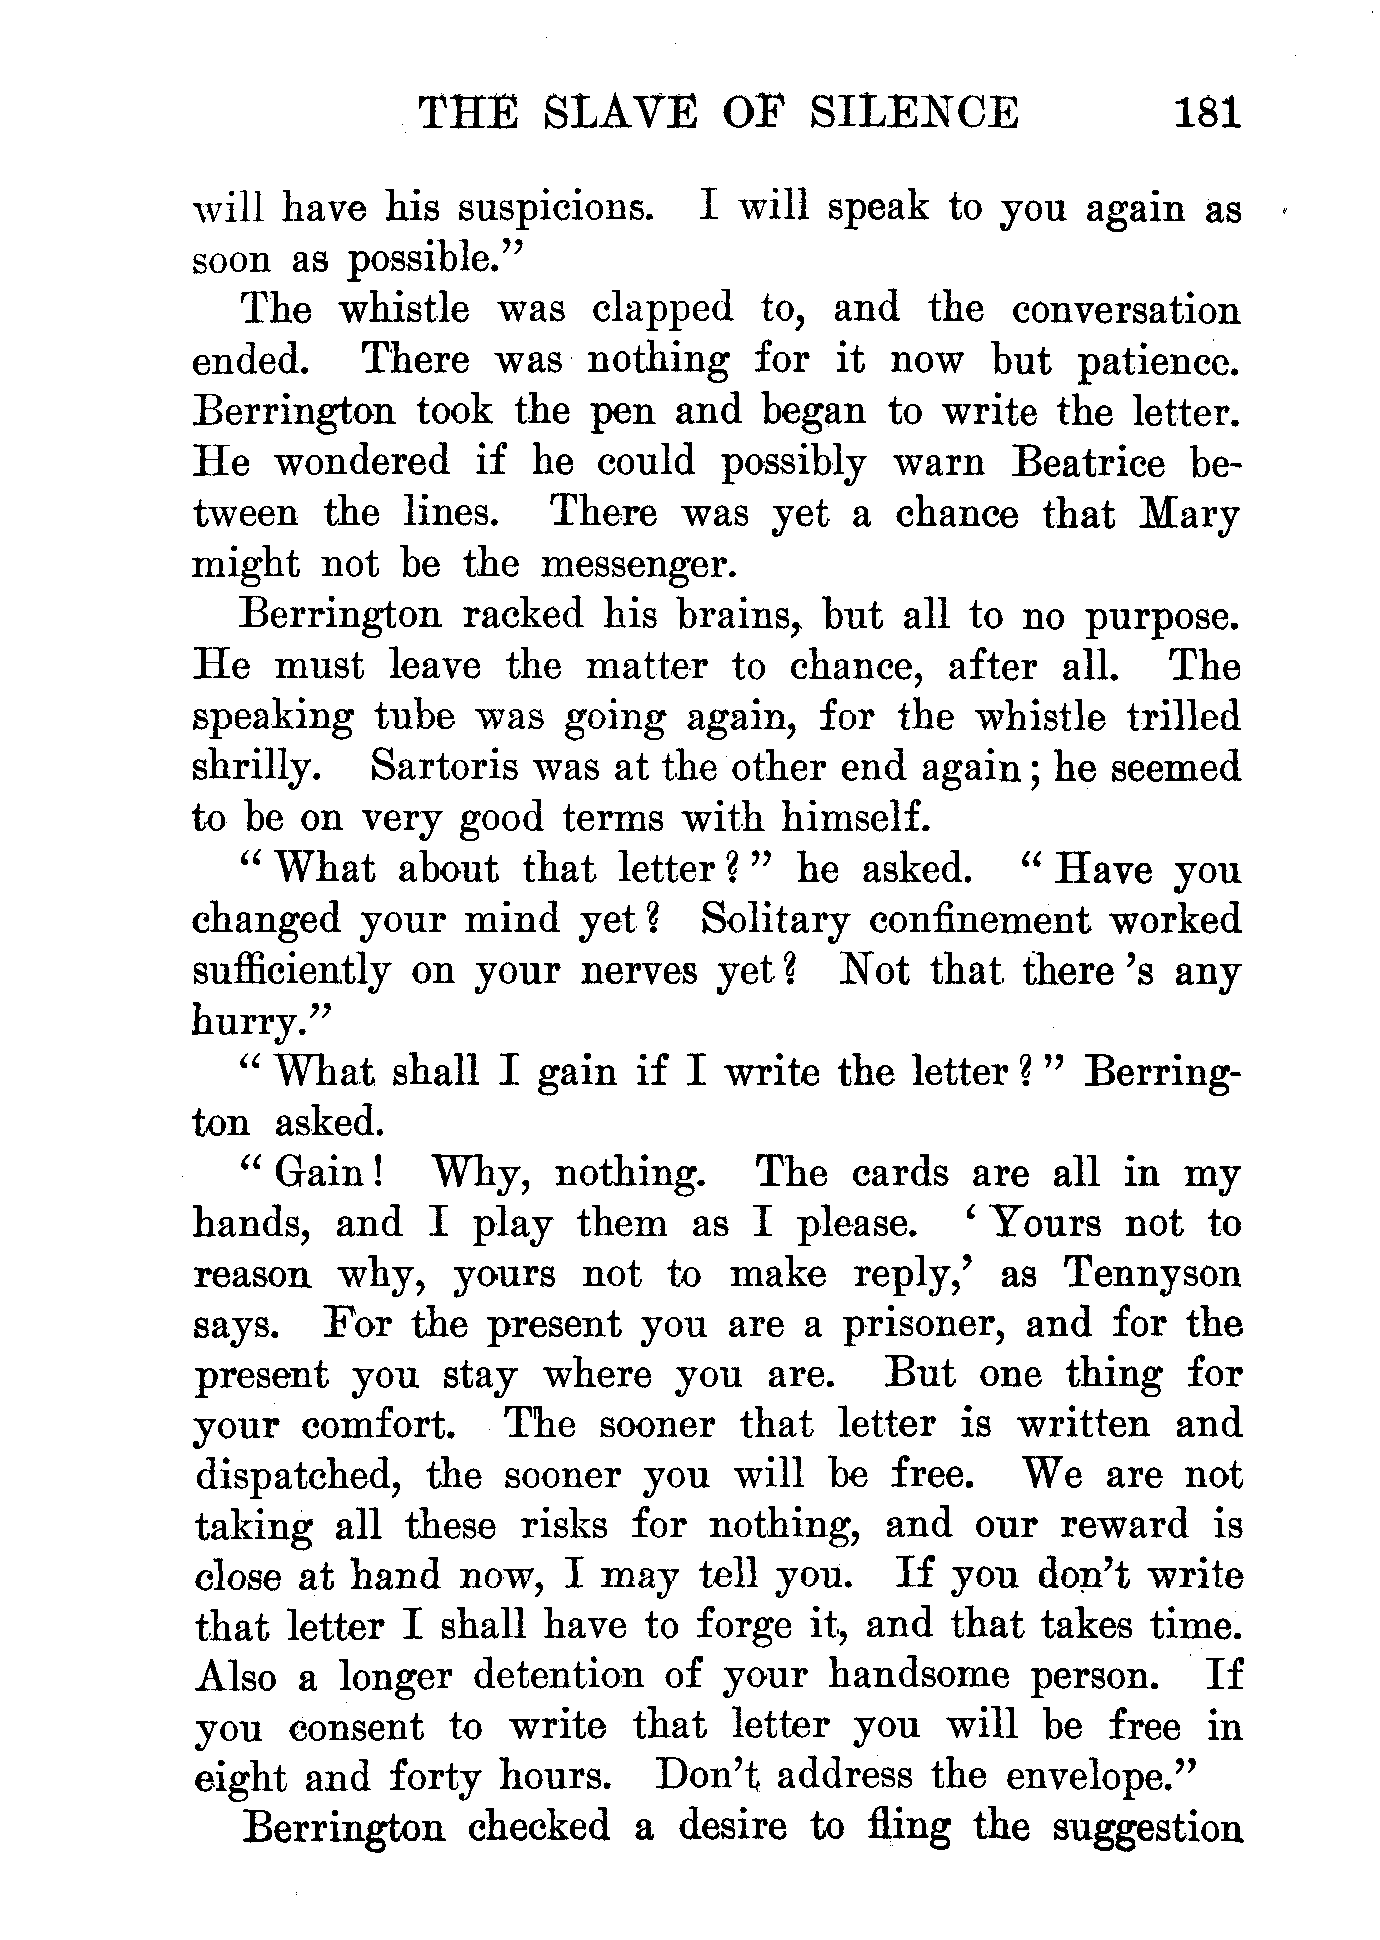 THE SLAVE OF SILENCE 181
will have his suspicions. I will speak to you again as
soon as possible.”
The whistle was clapped to, and the conversation
ended. There was nothing for it now but patience.
Berrington took the pen and began to write the letter.
He wondered if he could possibly warn Beatrice be-
tween the lines. There was yet a chance that Mary
might not be the messenger.
Berrington racked his brains, but all to no purpose.
He must leave the matter to chance, after all. The
speaking tube was going again, for the whistle trilled
shrilly. Sartoris was at the other end again; he seemed
to be on very good terms with himself.
“What about that letter?” he asked. “Have you
changed your mind yet? Solitary confinement worked
sufficiently on your nerves yet? Not that there's any
hurry.”
“What shall I gain if I write the letter?” Berring-
ton asked.
“Gain! Why, nothing. The cards are all in my
hands, and I play them as I please. ‘Yours not to
reason why, yours not to make reply,’ as Tennyson
says. For the present you are a prisoner, and for the
present you stay where you are. But one thing for
your comfort. The sooner that letter is written and
dispatched, the sooner you will be free. We are not
taking all these risks for nothing, and our reward is
close at hand now, I may tell you. If you don't write
that letter I shall have to forge it, and that takes time.
Also a longer detention of your handsome person. If
you consent to write that letter you will be free in
eight and forty hours. Don't address the envelope.”
Berrington checked a desire to fling the suggestion